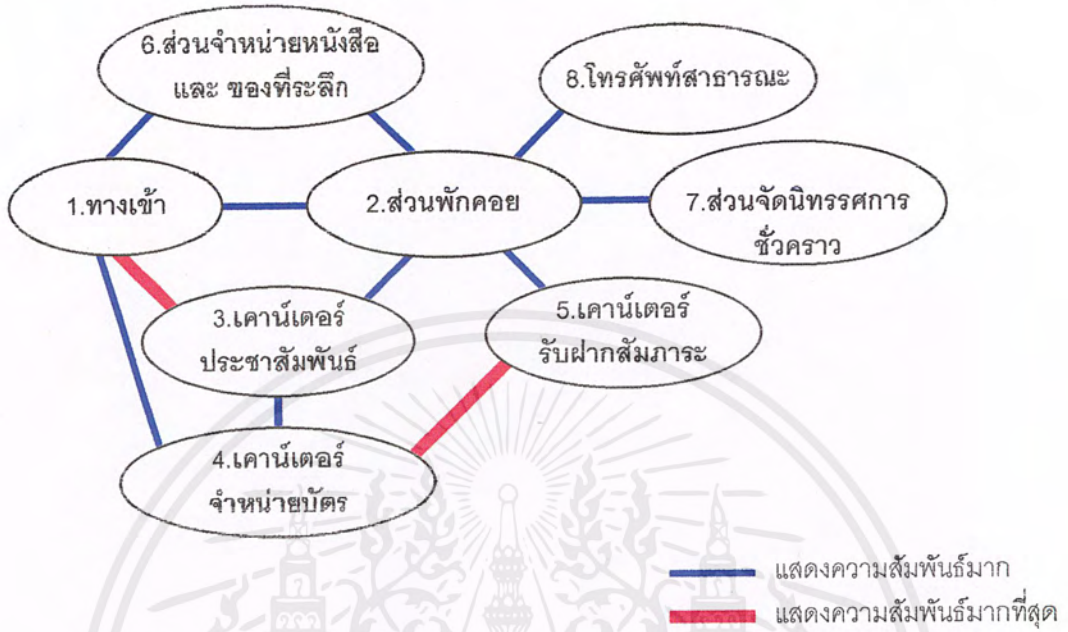 6.ส่วนจำหน่ายหนังสือ
และ ของที่ระลึก
8.โทรศัพท์สาธารณะ
1.ทางเข้า
2.ส่วนพักคอย
7.ส่วนจัดนิทรรศการ
ชั่วคราว
3.เคาน์เตอร์
ประชาสัมพันธ์
5.เคาน์เตอร์
รับฝากสัมภาระ
4.เคาน์เตอร์
จำหน่ายบัตร
แสดงความสัมพันธ์มาก
แสดงความสัมพันธ์มากที่สุด